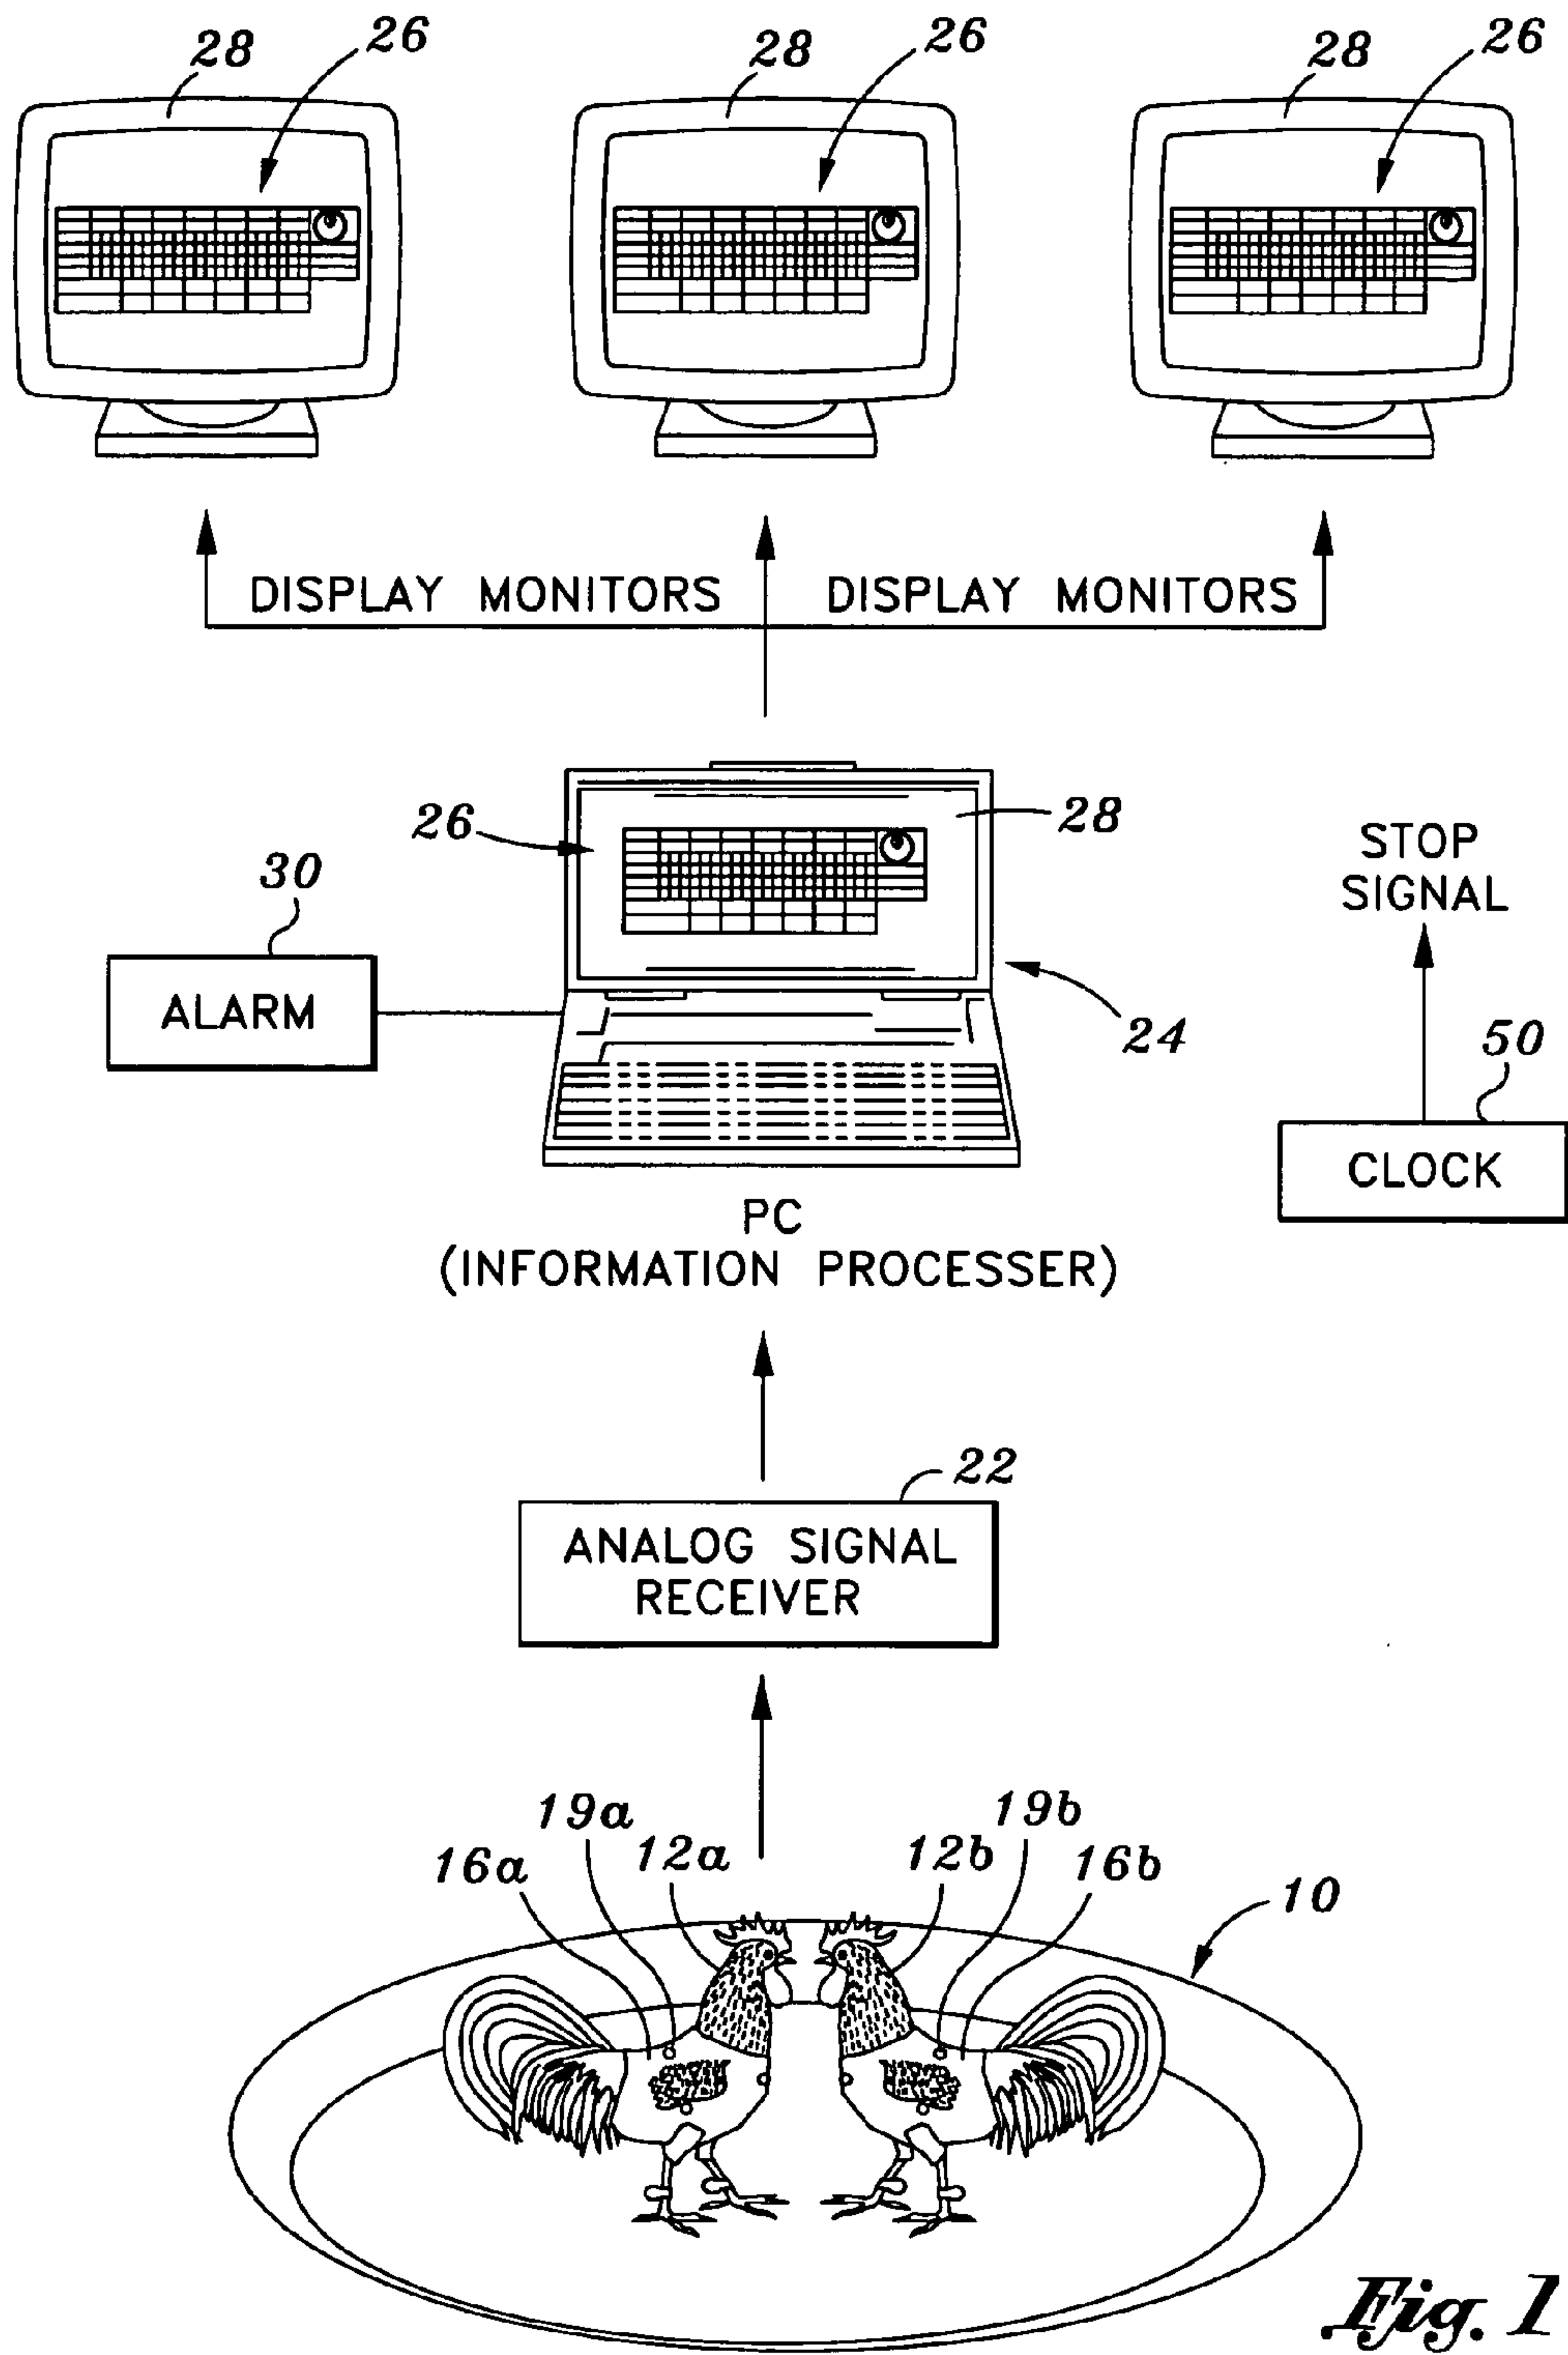 28 26 28 26 28 26
DISPLAY MONITORS DISPLAY MONITORS
26 28
STOP
SIGNAL
30
ALARM
24
50
CLOCK
PC
(INFORMATION PROCESSER)
22
ANALOG SIGNAL
RECEIVER
19a 19b
16a 12a 12b 16b
10
Fig. 1